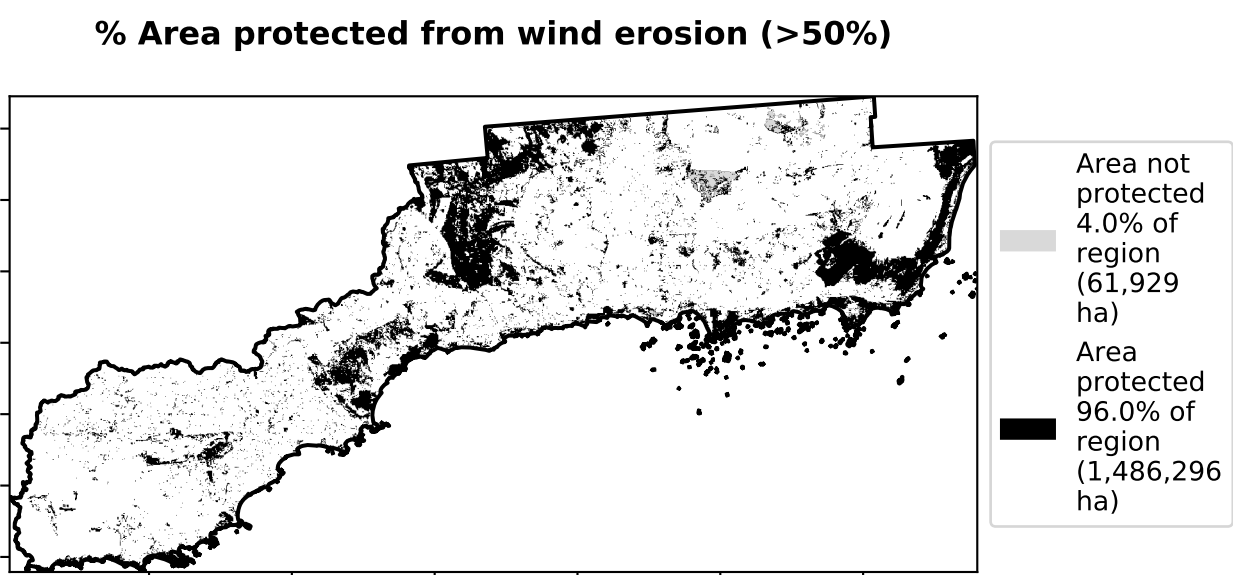 % Area protected from wind erosion (>50%)
Area not
protected
4.0% of
region
(61,929
ha)
Area
protected
96.0% of
region
(1,486,296
ha)